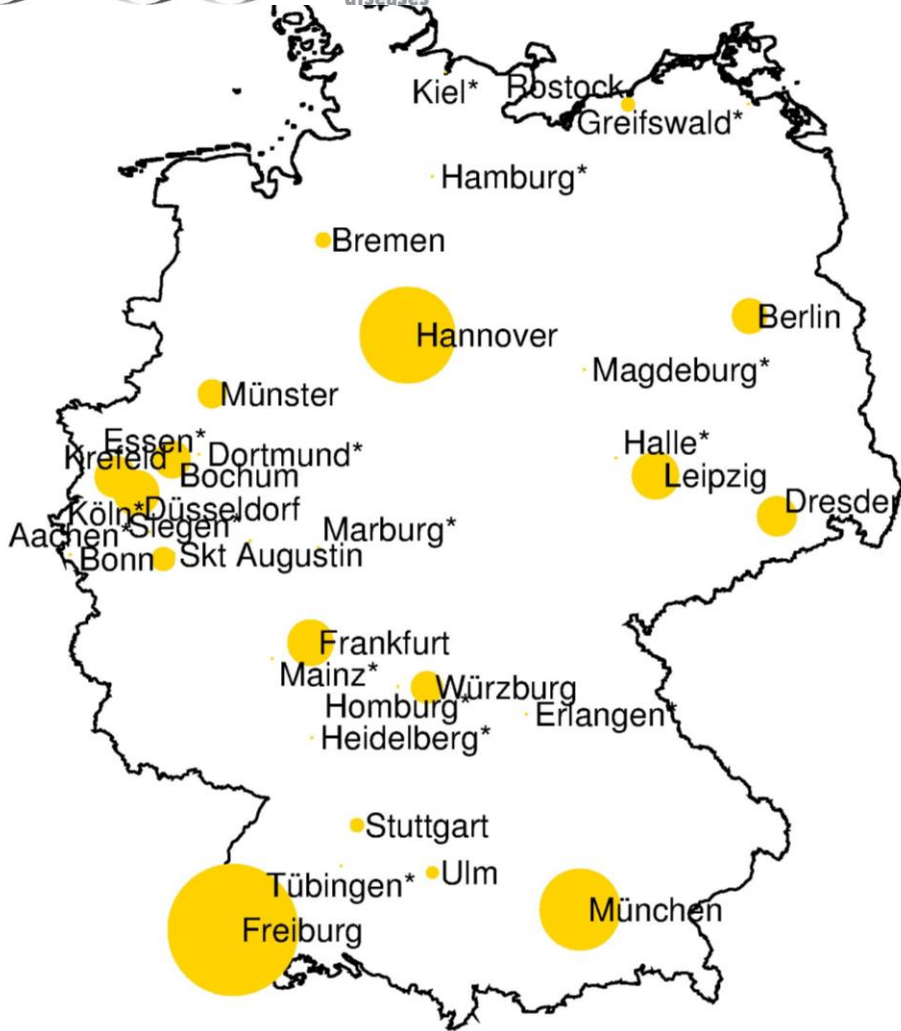 diseases
Kiel*
Rostock
Greifswald*
Hamburg*
Bremen
Hannover
Berlin
Magdeburg*
Münster
Essen*
Krefeld
Dortmund*
Bochum
Halle*
Leipzig
Dresden
Düsseldorf
Köln*
Siegen*
Aachen*
Marburg*
Bonn
Skt Augustin
Frankfurt
Mainz*
Würzburg
Homburg*
Erlangen*
Heidelberg*
Stuttgart
Ulm
Tübingen*
München
Freiburg